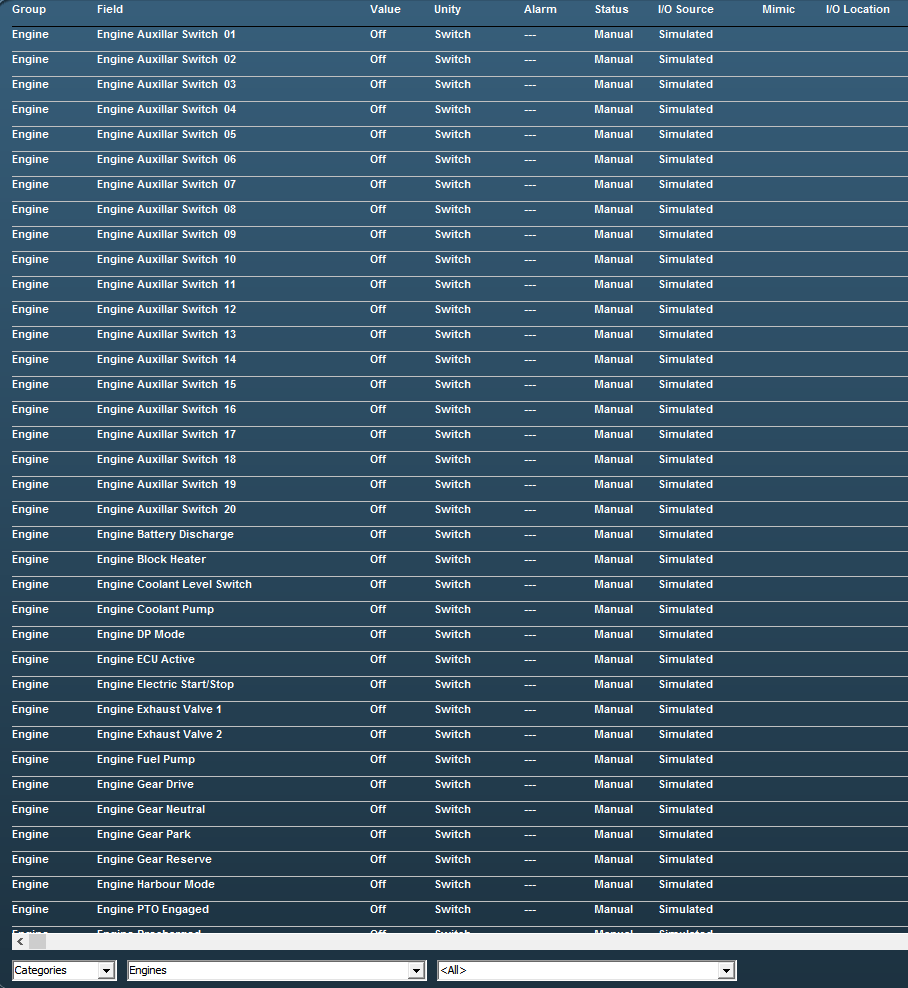 Group Field Value Unity Alarm Status I/O Source Mimic I/O Location
Engine Engine Auxillar Switch 01 Off Switch --- Manual Simulated
Engine Engine Auxillar Switch 02 Off Switch --- Manual Simulated
Engine Engine Auxillar Switch 03 Off Switch --- Manual Simulated
Engine Engine Auxillar Switch 04 Off Switch --- Manual Simulated
Engine Engine Auxillar Switch 05 Off Switch --- Manual Simulated
Engine Engine Auxillar Switch 06 Off Switch --- Manual Simulated
Engine Engine Auxillar Switch 07 Off Switch --- Manual Simulated
Engine Engine Auxillar Switch 08 Off Switch --- Manual Simulated
Engine Engine Auxillar Switch 09 Off Switch --- Manual Simulated
Engine Engine Auxillar Switch 10 Off Switch --- Manual Simulated
Engine Engine Auxillar Switch 11 Off Switch --- Manual Simulated
Engine Engine Auxillar Switch 12 Off Switch --- Manual Simulated
Engine Engine Auxillar Switch 13 Off Switch --- Manual Simulated
Engine Engine Auxillar Switch 14 Off Switch --- Manual Simulated
Engine Engine Auxillar Switch 15 Off Switch --- Manual Simulated
Engine Engine Auxillar Switch 16 Off Switch --- Manual Simulated
Engine Engine Auxillar Switch 17 Off Switch --- Manual Simulated
Engine Engine Auxillar Switch 18 Off Switch --- Manual Simulated
Engine Engine Auxillar Switch 19 Off Switch --- Manual Simulated
Engine Engine Auxillar Switch 20 Off Switch --- Manual Simulated
Engine Engine Battery Discharge Off Switch --- Manual Simulated
Engine Engine Block Heater Off Switch --- Manual Simulated
Engine Engine Coolant Level Switch Off Switch --- Manual Simulated
Engine Engine Coolant Pump Off Switch --- Manual Simulated
Engine Engine DP Mode Off Switch --- Manual Simulated
Engine Engine ECU Active Off Switch --- Manual Simulated
Engine Engine Electric Start/Stop Off Switch --- Manual Simulated
Engine Engine Exhaust Valve 1 Off Switch --- Manual Simulated
Engine Engine Exhaust Valve 2 Off Switch --- Manual Simulated
Engine Engine Fuel Pump Off Switch --- Manual Simulated
Engine Engine Gear Drive Off Switch --- Manual Simulated
Engine Engine Gear Neutral Off Switch --- Manual Simulated
Engine Engine Gear Park Off Switch --- Manual Simulated
Engine Engine Gear Reserve Off Switch --- Manual Simulated
Engine Engine Harbour Mode Off Switch --- Manual Simulated
Engine Engine PTO Engaged Off Switch --- Manual Simulated
Categories Engines <All>